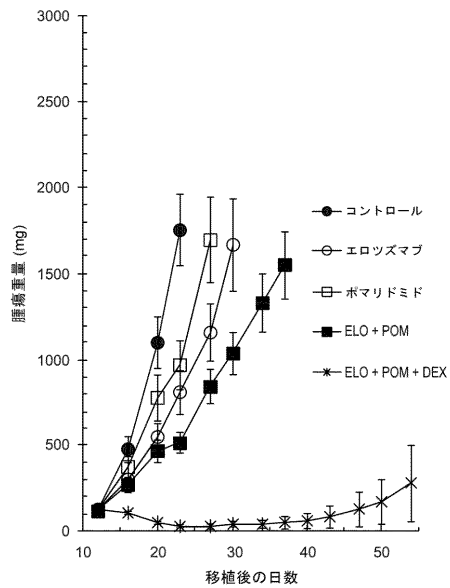 3000
2500
2000
1500
1000
500
0
腫瘍重量 (mg)
コントロール
エロツズマブ
ポマリドミド
ELO + POM
ELO + POM + DEX
10
20
30
40
50
移植後の日数